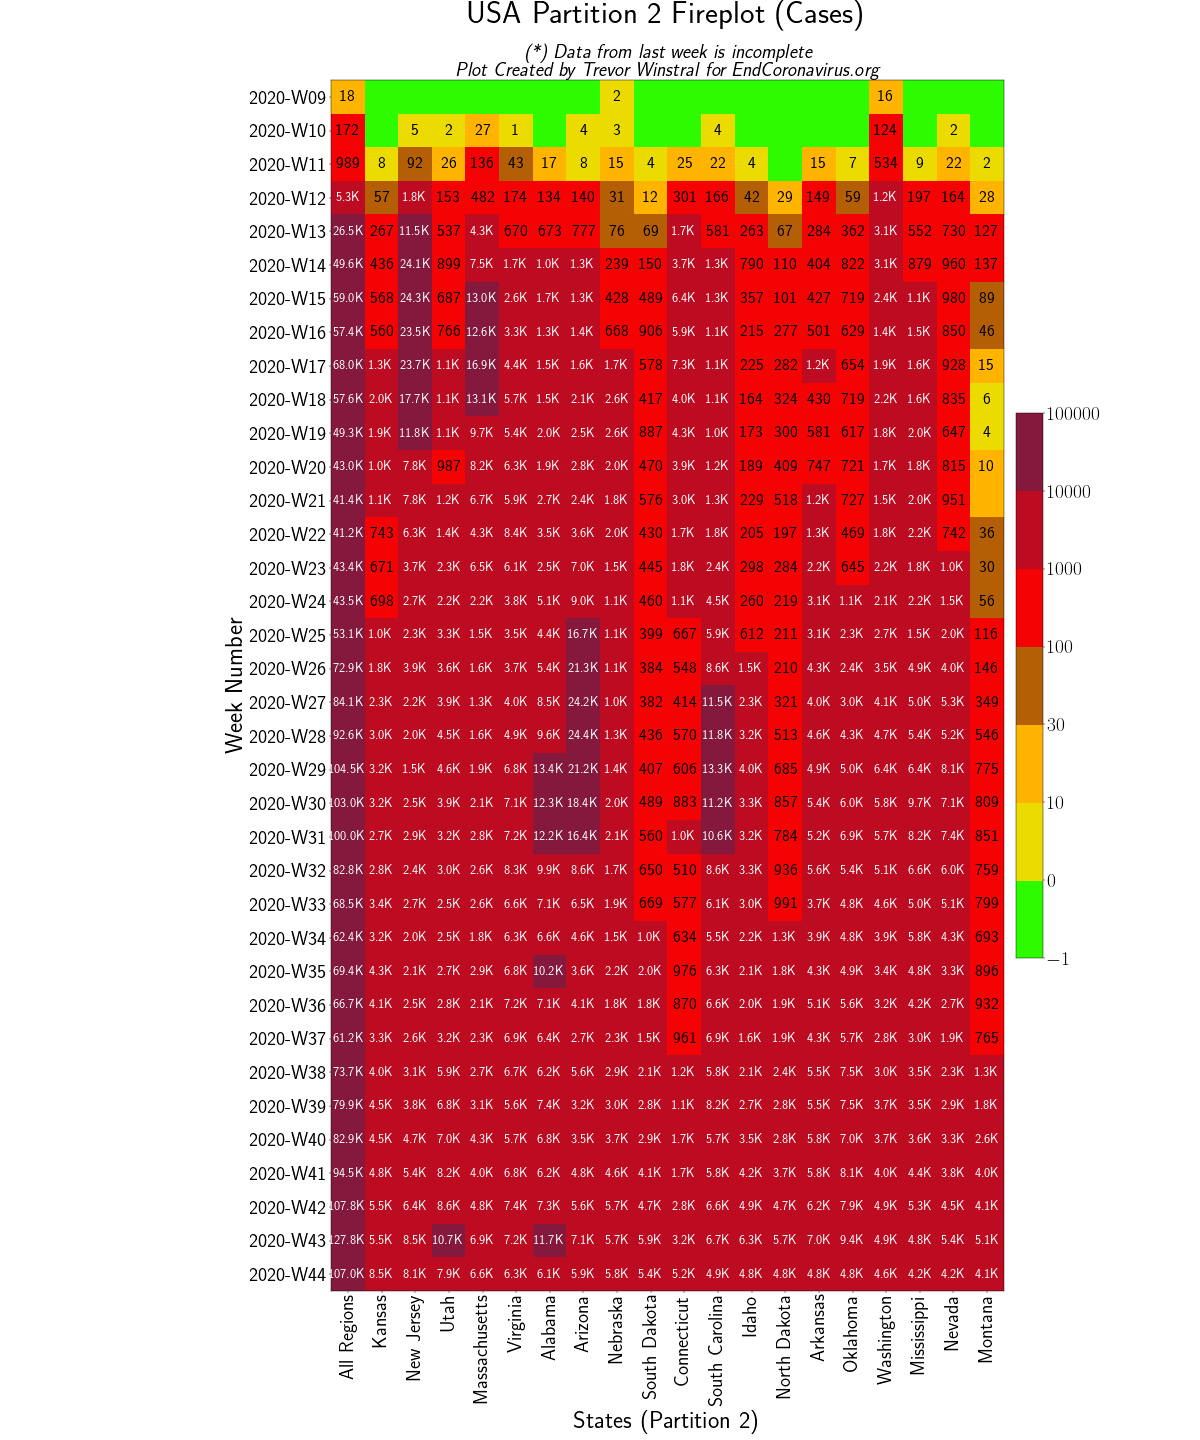 USA Partition 2 Fireplot (Cases)
(*) Data from last week is incomplete
Plot Created by Trevor Winstral for EndCoronavirus.org
2020-W09 18 2 16
2020-W10 172 5 2 27 1 4 3 4 124 2
2020-W11 989 8 92 26 136 43 17 8 15 4 25 22 4 15 7 534 9 22 2
2020-W12 5.3K 57 1.8K 153 482 174 134 140 31 12 301 166 42 29 149 59 1.2K 197 164 28
2020-W13 26.5K 267 11.5K 537 4.3K 670 673 777 76 69 1.7K 581 263 67 284 362 3.1K 552 730 127
2020-W14 49.6K 436 24.1K 899 7.5K 1.7K 1.0K 1.3K 239 150 3.7K 1.3K 790 110 404 822 3.1K 879 960 137
2020-W15 59.0K 568 24.3K 687 13.0K 2.6K 1.7K 1.3K 428 489 6.4K 1.3K 357 101 427 719 2.4K 1.1K 980 89
2020-W16 57.4K 560 23.5K 766 12.6K 3.3K 1.3K 1.4K 668 906 5.9K 1.1K 215 277 501 629 1.4K 1.5K 850 46
2020-W17 68.0K 1.3K 23.7K 1.1K 16.9K 4.4K 1.5K 1.6K 1.7K 578 7.3K 1.1K 225 282 1.2K 654 1.9K 1.6K 928 15
2020-W18 57.6K 2.0K 17.7K 1.1K 13.1K 5.7K 1.5K 2.1K 2.6K 417 4.0K 1.1K 164 324 430 719 2.2K 1.6K 835 6
2020-W19 49.3K 1.9K 11.8K 1.1K 9.7K 5.4K 2.0K 2.5K 2.6K 887 4.3K 1.0K 173 300 581 617 1.8K 2.0K 647 4
2020-W20 43.0K 1.0K 7.8K 987 8.2K 6.3K 1.9K 2.8K 2.0K 470 3.9K 1.2K 189 409 747 721 1.7K 1.8K 815 10
2020-W21 41.4K 1.1K 7.8K 1.2K 6.7K 5.9K 2.7K 2.4K 1.8K 576 3.0K 1.3K 229 518 1.2K 727 1.5K 2.0K 951
2020-W22 41.2K 743 6.3K 1.4K 4.3K 8.4K 3.5K 3.6K 2.0K 430 1.7K 1.8K 205 197 1.3K 469 1.8K 2.2K 742 36
2020-W23 43.4K 671 3.7K 2.3K 6.5K 6.1K 2.5K 7.0K 1.5K 445 1.8K 2.4K 298 284 2.2K 645 2.2K 1.8K 1.0K 30
2020-W24 43.5K 698 2.7K 2.2K 2.2K 3.8K 5.1K 9.0K 1.1K 460 1.1K 4.5K 260 219 3.1K 1.1K 2.1K 2.2K 1.5K 56
2020-W25 53.1K 1.0K 2.3K 3.3K 1.5K 3.5K 4.4K 16.7K 1.1K 399 667 5.9K 612 211 3.1K 2.3K 2.7K 1.5K 2.0K 116
2020-W26 72.9K 1.8K 3.9K 3.6K 1.6K 3.7K 5.4K 21.3K 1.1K 384 548 8.6K 1.5K 210 4.3K 2.4K 3.5K 4.9K 4.0K 146
2020-W27 84.1K 2.3K 2.2K 3.9K 1.3K 4.0K 8.5K 24.2K 1.0K 382 414 11.5K 2.3K 321 4.0K 3.0K 4.1K 5.0K 5.3K 349
2020-W28 92.6K 3.0K 2.0K 4.5K 1.6K 4.9K 9.6K 24.4K 1.3K 436 570 11.8K 3.2K 513 4.6K 4.3K 4.7K 5.4K 5.2K 546
2020-W29 104.5K 3.2K 1.5K 4.6K 1.9K 6.8K 13.4K 21.2K 1.4K 407 606 13.3K 4.0K 685 4.9K 5.0K 6.4K 6.4K 8.1K 775
2020-W30 103.0K 3.2K 2.5K 3.9K 2.1K 7.1K 12.3K 18.4K 2.0K 489 883 11.2K 3.3K 857 5.4K 6.0K 5.8K 9.7K 7.1K 809
2020-W31 100.0K 2.7K 2.9K 3.2K 2.8K 7.2K 12.2K 16.4K 2.1K 560 1.0K 10.6K 3.2K 784 5.2K 6.9K 5.7K 8.2K 7.4K 851
2020-W32 82.8K 2.8K 2.4K 3.0K 2.6K 8.3K 9.9K 8.6K 1.7K 650 510 8.6K 3.3K 936 5.6K 5.4K 5.1K 6.6K 6.0K 759
2020-W33 68.5K 3.4K 2.7K 2.5K 2.6K 6.6K 7.1K 6.5K 1.9K 669 577 6.1K 3.0K 991 3.7K 4.8K 4.6K 5.0K 5.1K 799
2020-W34 62.4K 3.2K 2.0K 2.5K 1.8K 6.3K 6.6K 4.6K 1.5K 1.0K 634 5.5K 2.2K 1.3K 3.9K 4.8K 3.9K 5.8K 4.3K 693
2020-W35 69.4K 4.3K 2.1K 2.7K 2.9K 6.8K 10.2K 3.6K 2.2K 2.0K 976 6.3K 2.1K 1.8K 4.3K 4.9K 3.4K 4.8K 3.3K 896
2020-W36 66.7K 4.1K 2.5K 2.8K 2.1K 7.2K 7.1K 4.1K 1.8K 1.8K 870 6.6K 2.0K 1.9K 5.1K 5.6K 3.2K 4.2K 2.7K 932
2020-W37 61.2K 3.3K 2.6K 3.2K 2.3K 6.9K 6.4K 2.7K 2.3K 1.5K 961 6.9K 1.6K 1.9K 4.3K 5.7K 2.8K 3.0K 1.9K 765
2020-W38 73.7K 4.0K 3.1K 5.9K 2.7K 6.7K 6.2K 5.6K 2.9K 2.1K 1.2K 5.8K 2.1K 2.4K 5.5K 7.5K 3.0K 3.5K 2.3K 1.3K
2020-W39 79.9K 4.5K 3.8K 6.8K 3.1K 5.6K 7.4K 3.2K 3.0K 2.8K 1.1K 8.2K 2.7K 2.8K 5.5K 7.5K 3.7K 3.5K 2.9K 1.8K
2020-W40 82.9K 4.5K 4.7K 7.0K 4.3K 5.7K 6.8K 3.5K 3.7K 2.9K 1.7K 5.7K 3.5K 2.8K 5.8K 7.0K 3.7K 3.6K 3.3K 2.6K
2020-W41 94.5K 4.8K 5.4K 8.2K 4.0K 6.8K 6.2K 4.8K 4.6K 4.1K 1.7K 5.8K 4.2K 3.7K 5.8K 8.1K 4.0K 4.4K 3.8K 4.0K
2020-W42 107.8K 5.5K 6.4K 8.6K 4.8K 7.4K 7.3K 5.6K 5.7K 4.7K 2.8K 6.6K 4.9K 4.7K 6.2K 7.9K 4.9K 5.3K 4.5K 4.1K
2020-W43 127.8K 5.5K 8.5K 10.7K 6.9K 7.2K 11.7K 7.1K 5.7K 5.9K 3.2K 6.7K 6.3K 5.7K 7.0K 9.4K 4.9K 4.8K 5.4K 5.1K
2020-W44 107.0K 8.5K 8.1K 7.9K 6.6K 6.3K 6.1K 5.9K 5.8K 5.4K 5.2K 4.9K 4.8K 4.8K 4.8K 4.8K 4.6K 4.2K 4.2K 4.1K
Week Number
All Regions
Kansas
New Jersey
Utah
Massachusetts
Virginia
Alabama
Arizona
Nebraska
South Dakota
Connecticut
South Carolina
Idaho
North Dakota
Arkansas
Oklahoma
Washington
Mississippi
Nevada
Montana
States (Partition 2)
100000
10000
1000
100
30
10
0
−1